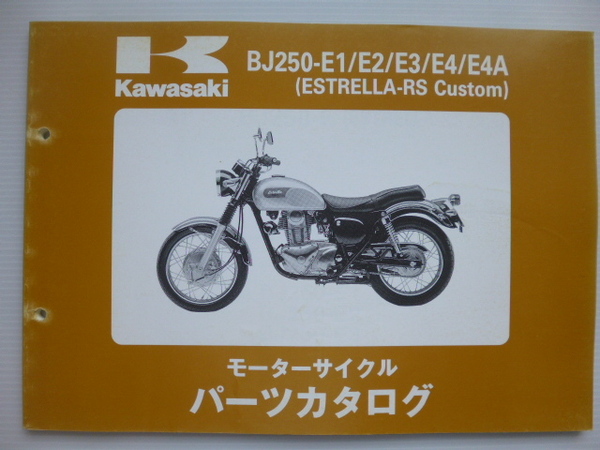 Kawasaki
BJ250-E1/E2/E3/E4/E4A
(ESTRELLA-RS Custom)
モーターサイクル
パーツカタログ